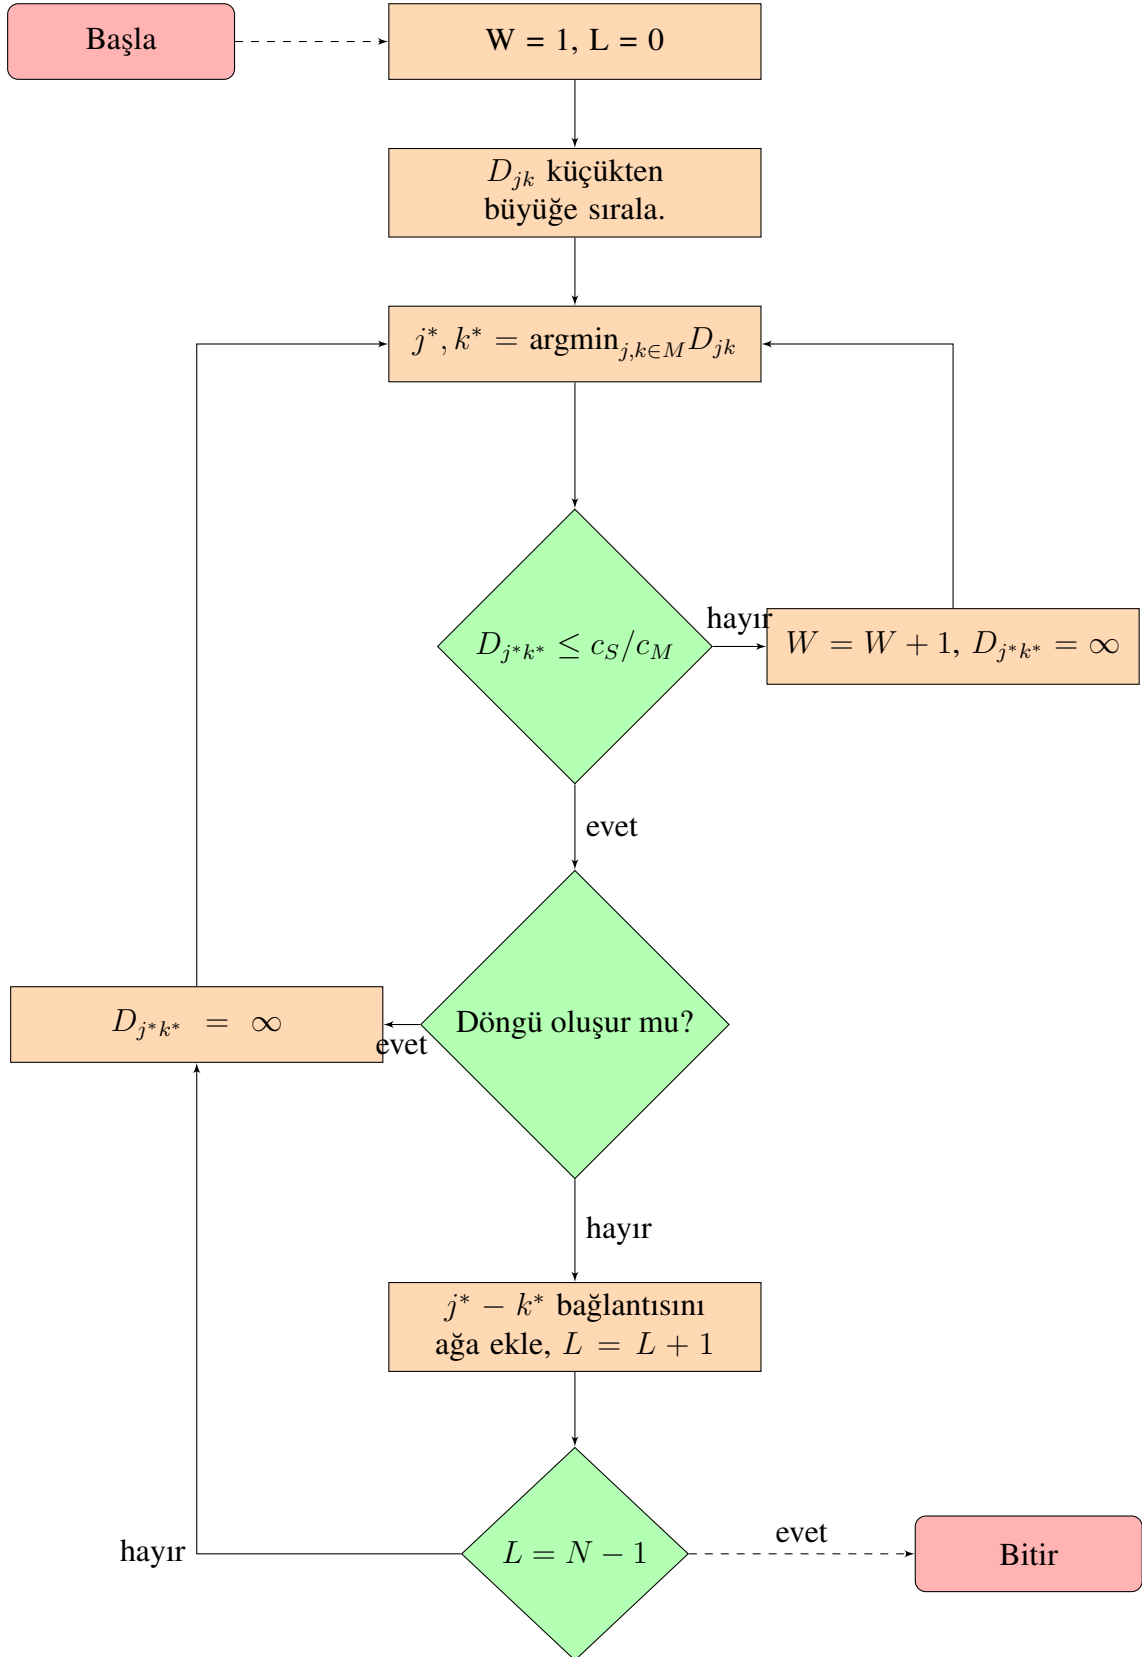 Başla
W = 1, L = 0
D_{jk} küçükten
büyüğe sırala.
j*, k* = argmin_{j,k∈M} D_{jk}
D_{j*k*} ≤ c_S/c_M
hayır
W = W + 1, D_{j*k*} = ∞
evet
Döngü oluşur mu?
evet
D_{j*k*} = ∞
hayır
j* − k* bağlantısını
ağa ekle, L = L + 1
L = N − 1
hayır
evet
Bitir